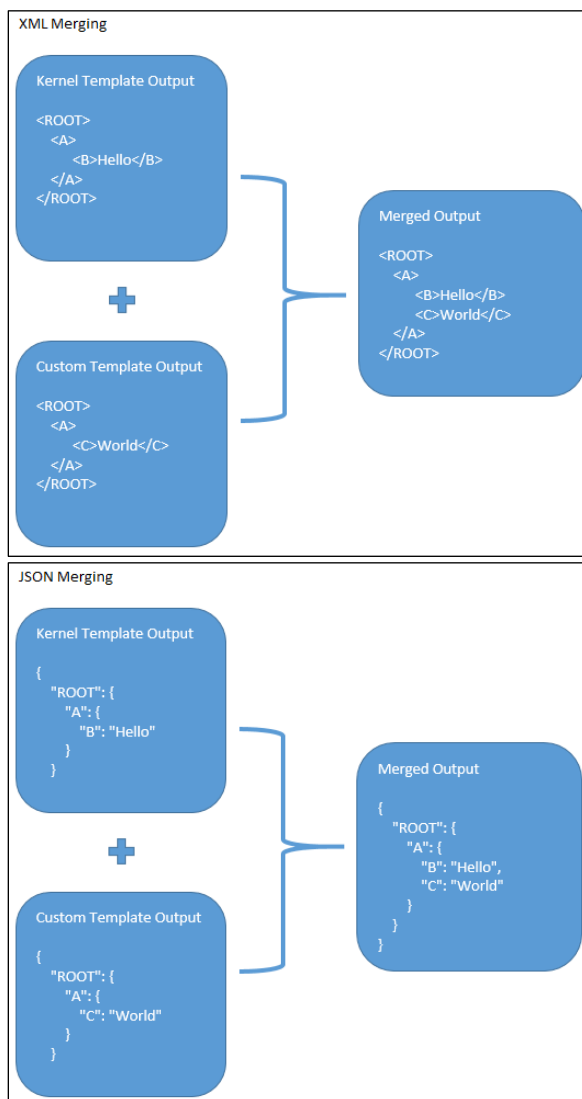 XML Merging
Kernel Template Output
<ROOT>
<A>
<B>Hello</B>
</A>
</ROOT>
Custom Template Output
<ROOT>
<A>
<C>World</C>
</A>
</ROOT>
Merged Output
<ROOT>
<A>
<B>Hello</B>
<C>World</C>
</A>
</ROOT>
JSON Merging
Kernel Template Output
{
"ROOT": {
"A": {
"B": "Hello"
}
}
Custom Template Output
{
"ROOT": {
"A": {
"C": "World"
}
}
Merged Output
{
"ROOT": {
"A": {
"B": "Hello",
"C": "World"
}
}
}